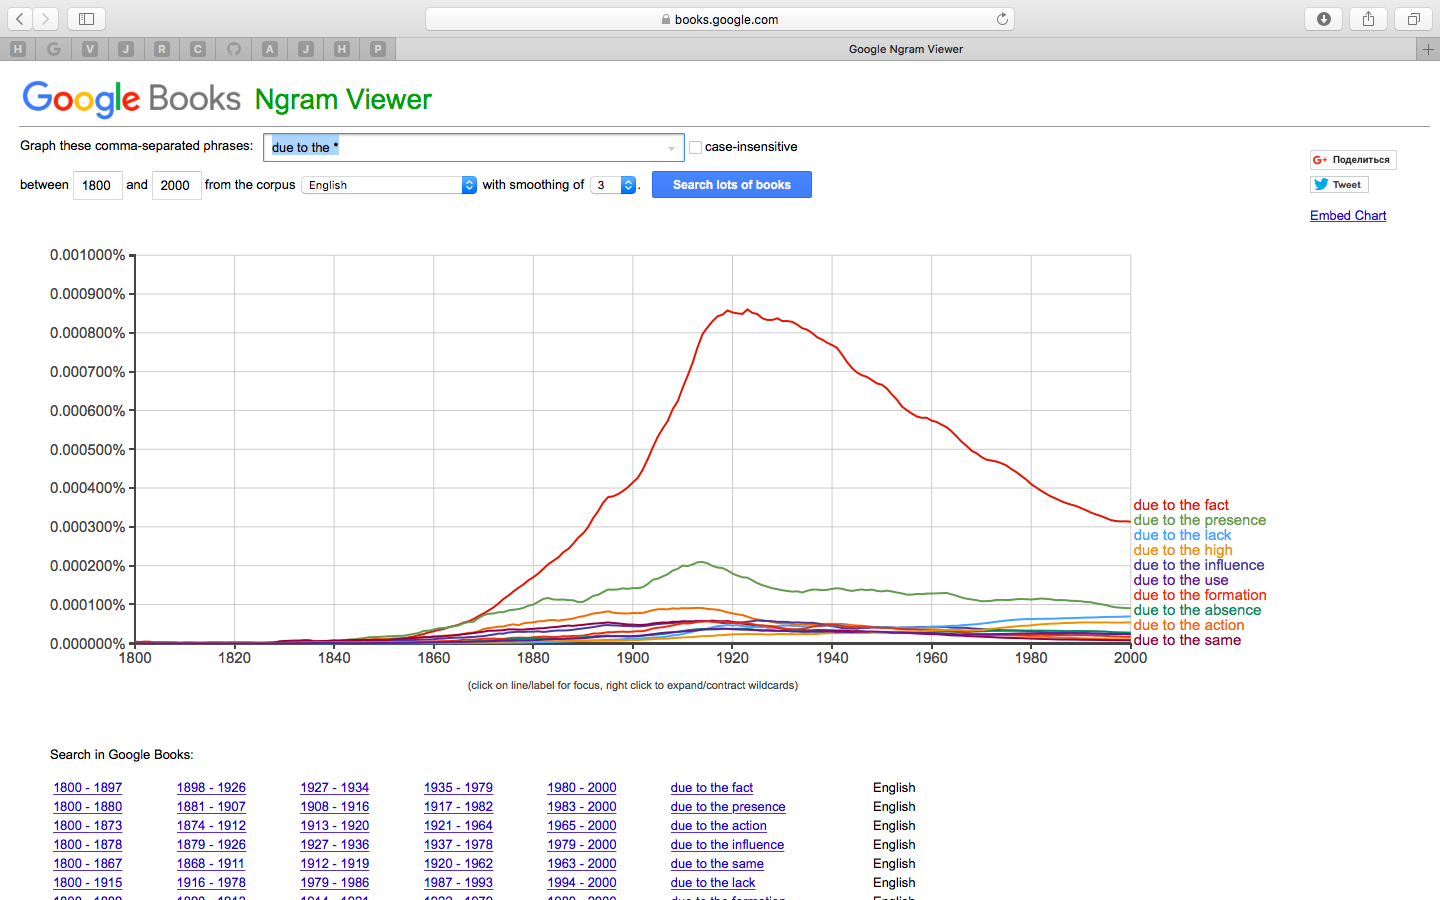 books.google.com
H G V J R C A J H P
Google Ngram Viewer
Google Books Ngram Viewer
Graph these comma-separated phrases: due to the * case-insensitive
between 1800 and 2000 from the corpus English with smoothing of 3 . Search lots of books
G+ Поделиться
Tweet
Embed Chart
0.001000%
0.000900%
0.000800%
0.000700%
0.000600%
0.000500%
0.000400%
0.000300%
0.000200%
0.000100%
0.000000%
1800 1820 1840 1860 1880 1900 1920 1940 1960 1980 2000
due to the fact
due to the presence
due to the lack
due to the high
due to the influence
due to the use
due to the formation
due to the absence
due to the action
due to the same
(click on line/label for focus, right click to expand/contract wildcards)
Search in Google Books:
1800 - 1897 1898 - 1926 1927 - 1934 1935 - 1979 1980 - 2000 due to the fact English
1800 - 1880 1881 - 1907 1908 - 1916 1917 - 1982 1983 - 2000 due to the presence English
1800 - 1873 1874 - 1912 1913 - 1920 1921 - 1964 1965 - 2000 due to the action English
1800 - 1878 1879 - 1926 1927 - 1936 1937 - 1978 1979 - 2000 due to the influence English
1800 - 1867 1868 - 1911 1912 - 1919 1920 - 1962 1963 - 2000 due to the same English
1800 - 1915 1916 - 1978 1979 - 1986 1987 - 1993 1994 - 2000 due to the lack English
due to the formation English